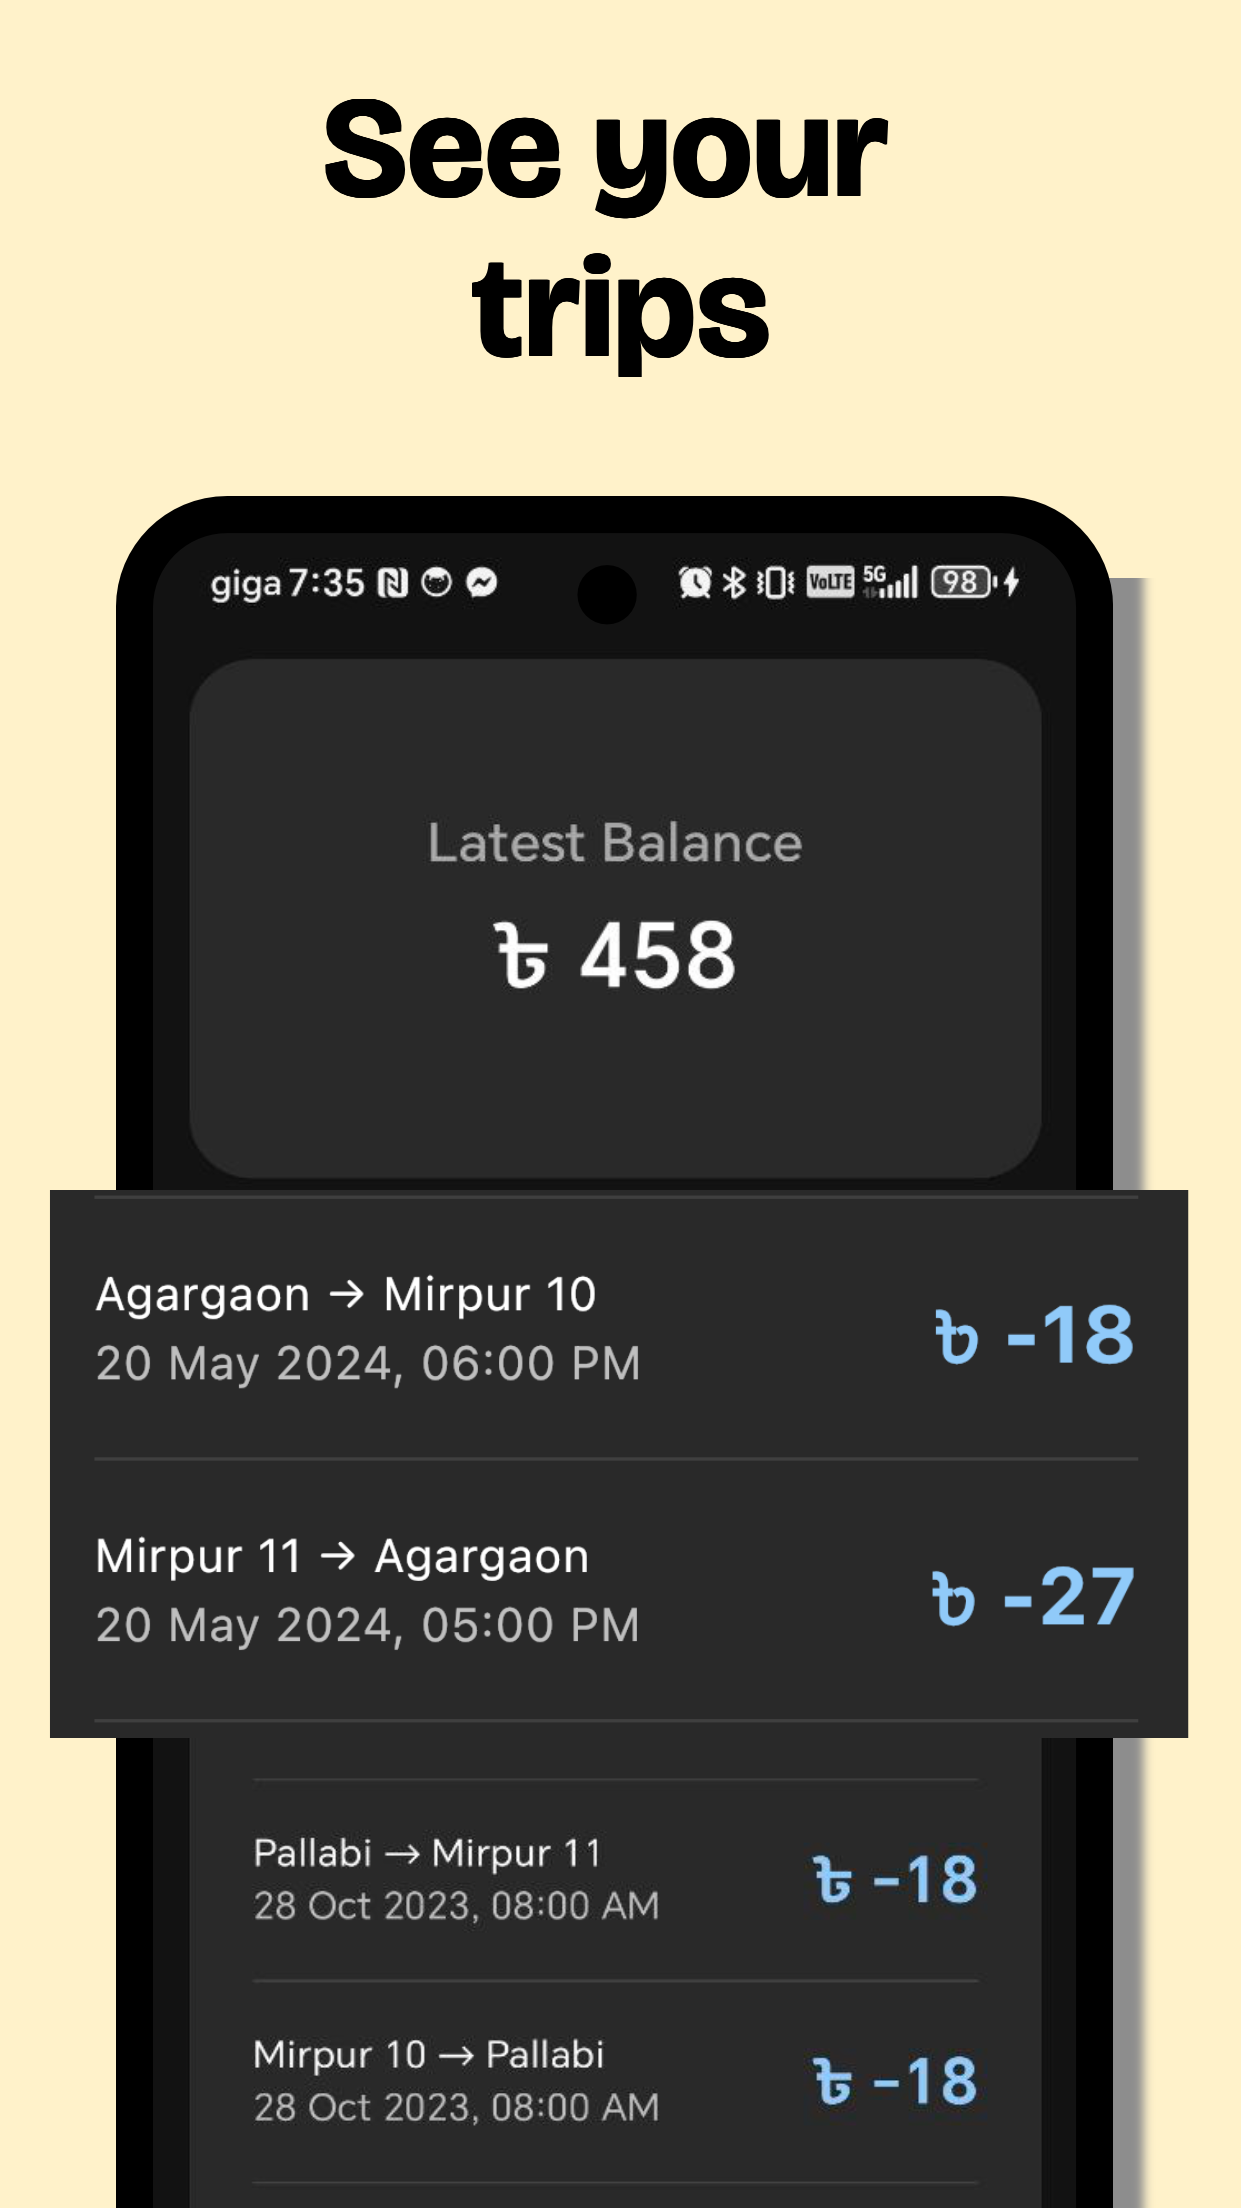 See your
trips
giga 7:35 VoLTE 5G 98
Latest Balance
৳ 458
Agargaon → Mirpur 10
৳ -18
20 May 2024, 06:00 PM
Mirpur 11 → Agargaon
৳ -27
20 May 2024, 05:00 PM
Pallabi → Mirpur 11
৳ -18
28 Oct 2023, 08:00 AM
Mirpur 10 → Pallabi
৳ -18
28 Oct 2023, 08:00 AM